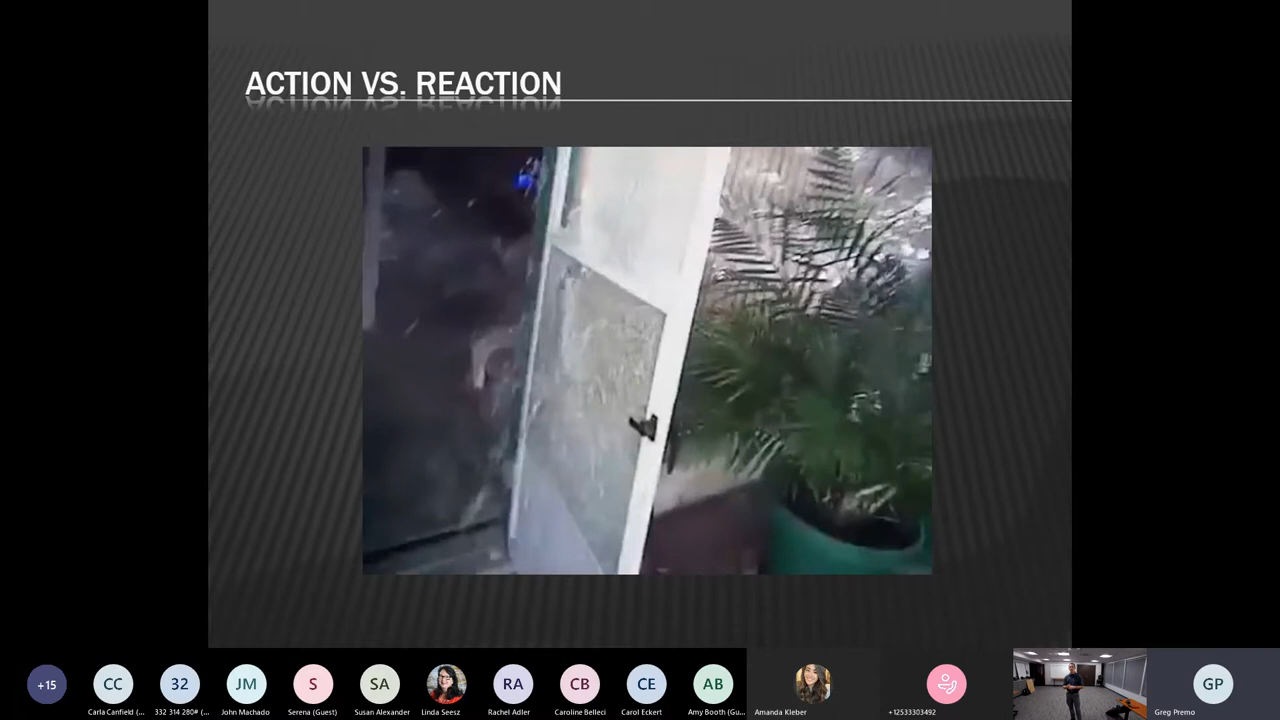 ACTION VS. REACTION
+15
CC
32
JM
S
SA
RA
CB
CE
AB
GP
Carla Canfield (...
332 314 280# (...
John Machado
Serena (Guest)
Susan Alexander
Linda Seesz
Rachel Adler
Caroline Belleci
Carol Eckert
Amy Booth (Gu...
Amanda Kleber
+12533303492
Greg Premo